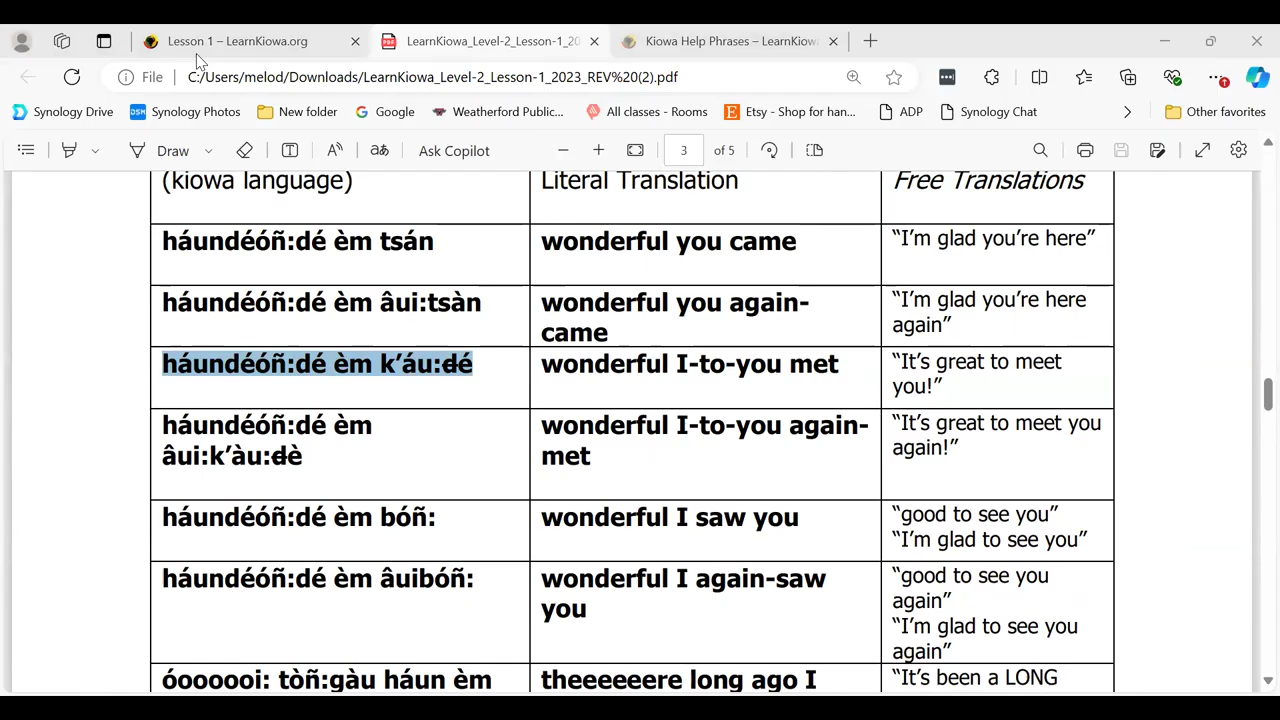 Lesson 1 – LearnKiowa.org
LearnKiowa_Level-2_Lesson-1_20
Kiowa Help Phrases – LearnKiow
File
C:/Users/melod/Downloads/LearnKiowa_Level-2_Lesson-1_2023_REV%20(2).pdf
Synology Drive
DSM
Synology Photos
New folder
Google
Weatherford Public...
All classes - Rooms
Etsy - Shop for han...
ADP
Synology Chat
Other favorites
Draw
Ask Copilot
3
of 5
(kiowa language)
Literal Translation
Free Translations
háundéóñ:dé èm tsán
wonderful you came
“I’m glad you’re here”
háundéóñ:dé èm âui:tsàn
wonderful you again-
came
“I’m glad you’re here
again”
háundéóñ:dé èm k’áu:d̶é
wonderful I-to-you met
“It’s great to meet
you!”
háundéóñ:dé èm
âui:k’àu:d̶è
wonderful I-to-you again-
met
“It’s great to meet you
again!”
háundéóñ:dé èm bóñ:
wonderful I saw you
“good to see you”
“I’m glad to see you”
háundéóñ:dé èm âuibóñ:
wonderful I again-saw
you
“good to see you
again”
“I’m glad to see you
again”
óoooooi: tòñ:gàu háun èm
theeeeeere long ago I
“It’s been a LONG